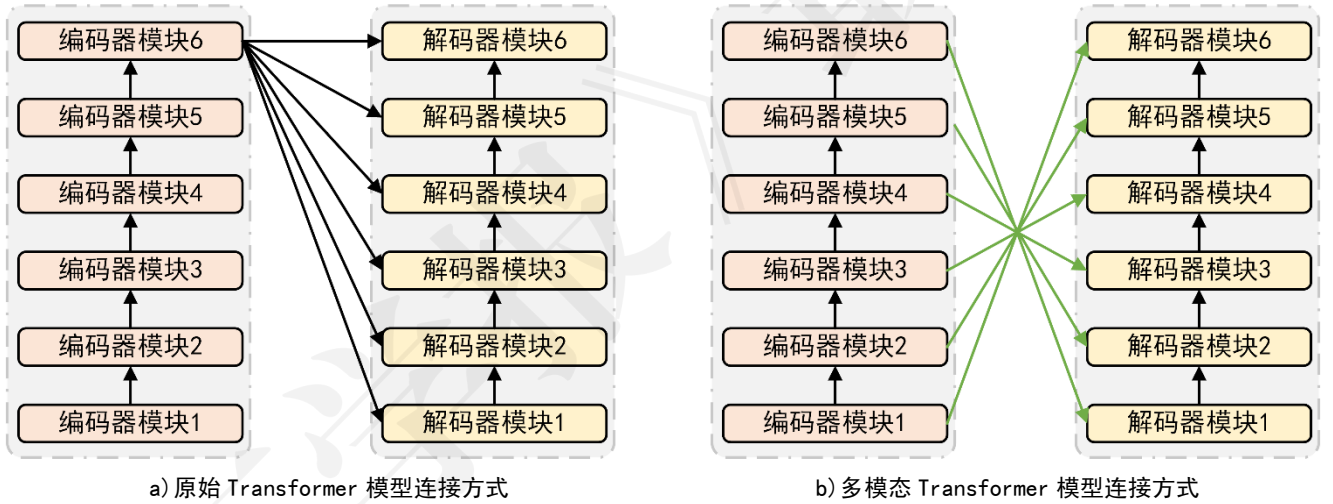 编码器模块6
编码器模块5
编码器模块4
编码器模块3
编码器模块2
编码器模块1
解码器模块6
解码器模块5
解码器模块4
解码器模块3
解码器模块2
解码器模块1
a)原始 Transformer 模型连接方式
编码器模块6
编码器模块5
编码器模块4
编码器模块3
编码器模块2
编码器模块1
解码器模块6
解码器模块5
解码器模块4
解码器模块3
解码器模块2
解码器模块1
b)多模态 Transformer 模型连接方式
学报